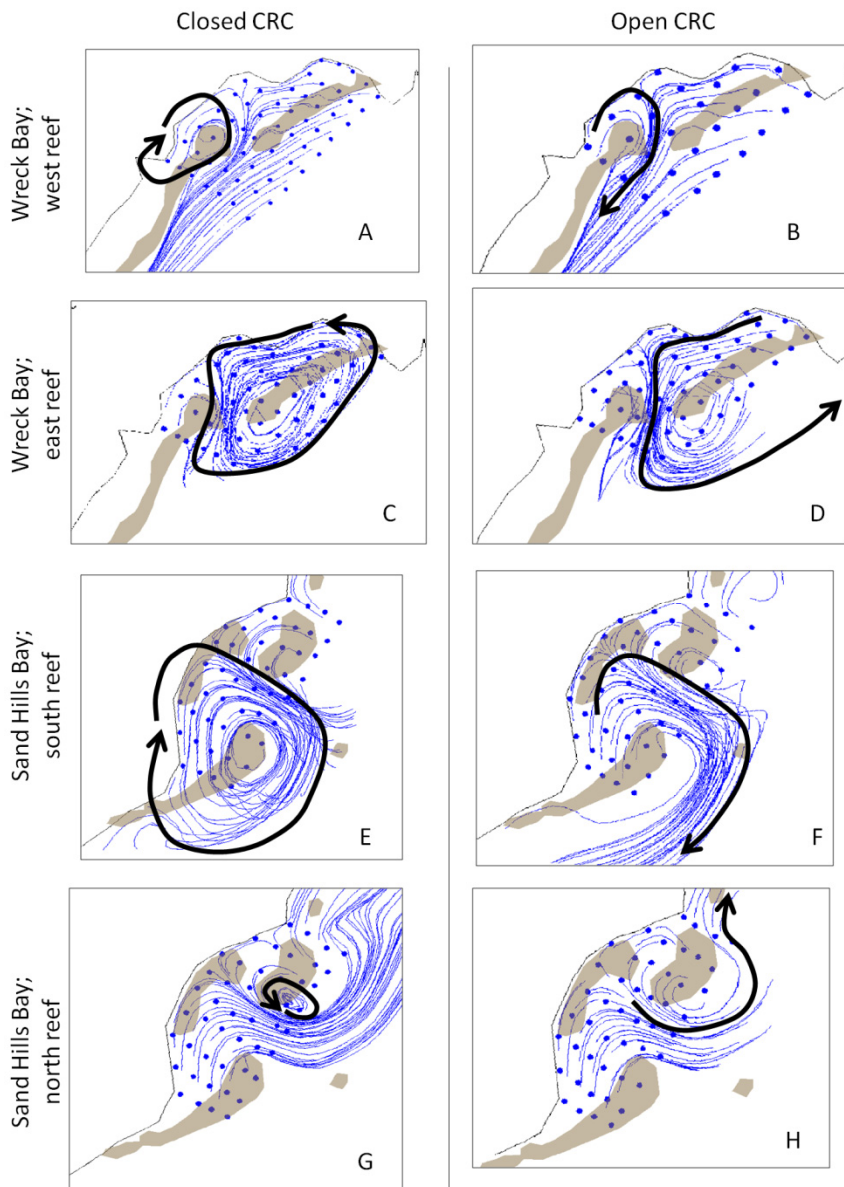 Closed CRC
Open CRC
Wreck Bay;
west reef
A
B
Wreck Bay;
east reef
C
D
Sand Hills Bay;
south reef
E
F
Sand Hills Bay;
north reef
G
H